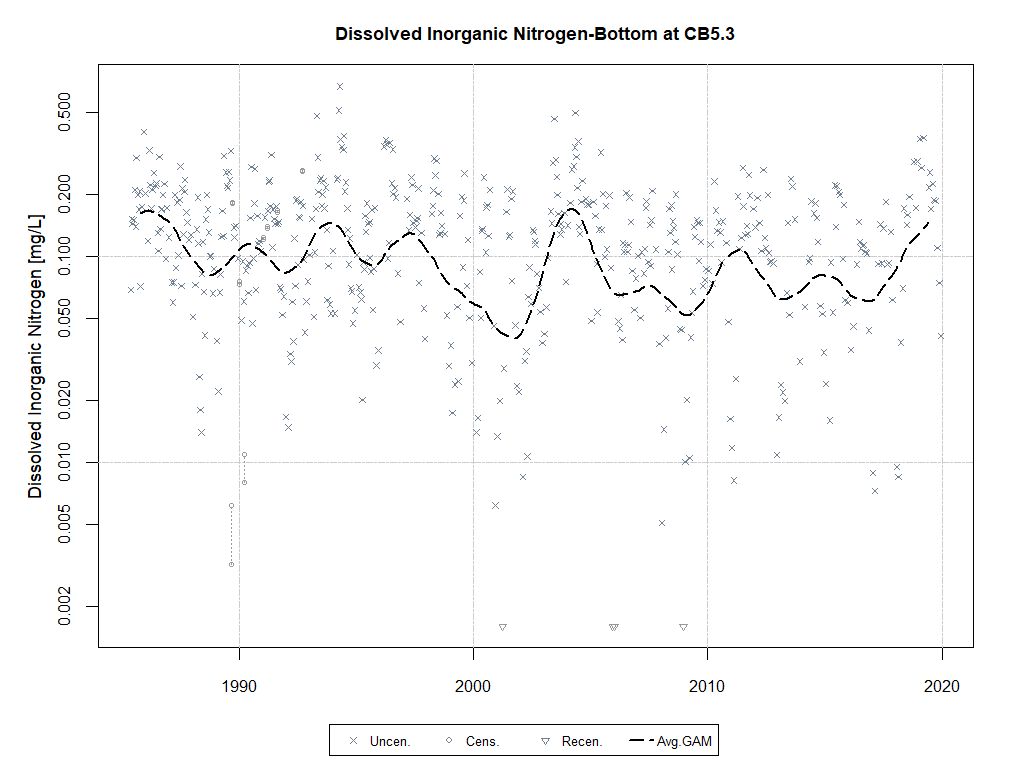 Dissolved Inorganic Nitrogen-Bottom at CB5.3
Dissolved Inorganic Nitrogen [mg/L]
0.500
0.200
0.100
0.050
0.020
0.010
0.005
0.002
1990
2000
2010
2020
Uncen.
Cens.
Recen.
Avg.GAM